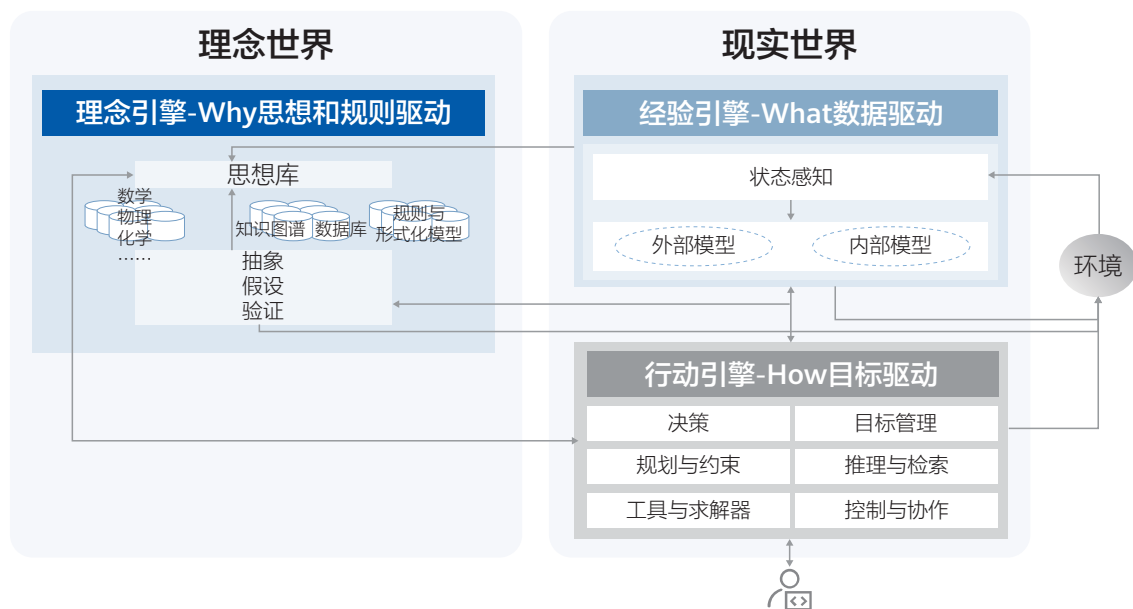 理念世界
理念引擎-Why思想和规则驱动
思想库
数学
物理
化学
……
知识图谱
数据库
规则与
形式化模型
抽象
假设
验证
现实世界
经验引擎-What数据驱动
状态感知
外部模型
内部模型
环境
行动引擎-How目标驱动
决策
目标管理
规划与约束
推理与检索
工具与求解器
控制与协作